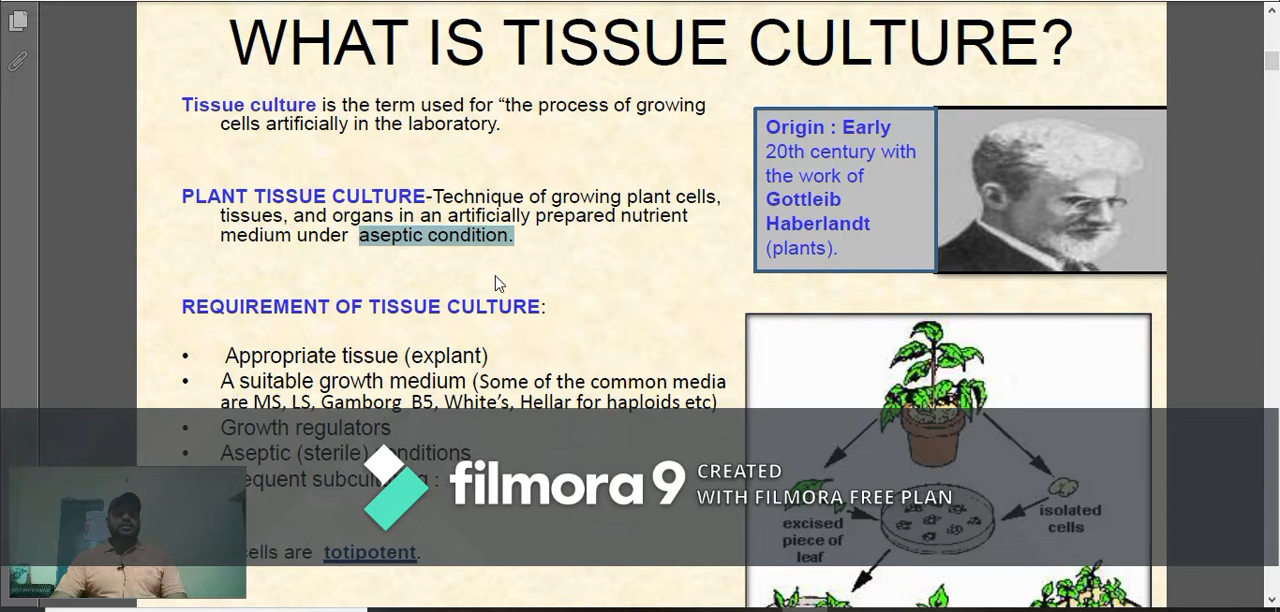 WHAT IS TISSUE CULTURE?
Tissue culture is the term used for “the process of growing
cells artificially in the laboratory.
PLANT TISSUE CULTURE-Technique of growing plant cells,
tissues, and organs in an artificially prepared nutrient
medium under aseptic condition.
REQUIREMENT OF TISSUE CULTURE:
• Appropriate tissue (explant)
• A suitable growth medium (Some of the common media
are MS, LS, Gamborg B5, White’s, Hellar for haploids etc)
• Growth regulators
• Aseptic (sterile)
cells are totipotent.
Origin : Early
20th century with
the work of
Gottleib
Haberlandt
(plants).
excised
piece of
leaf
isolated
cells
filmora 9
CREATED
WITH FILMORA FREE PLAN